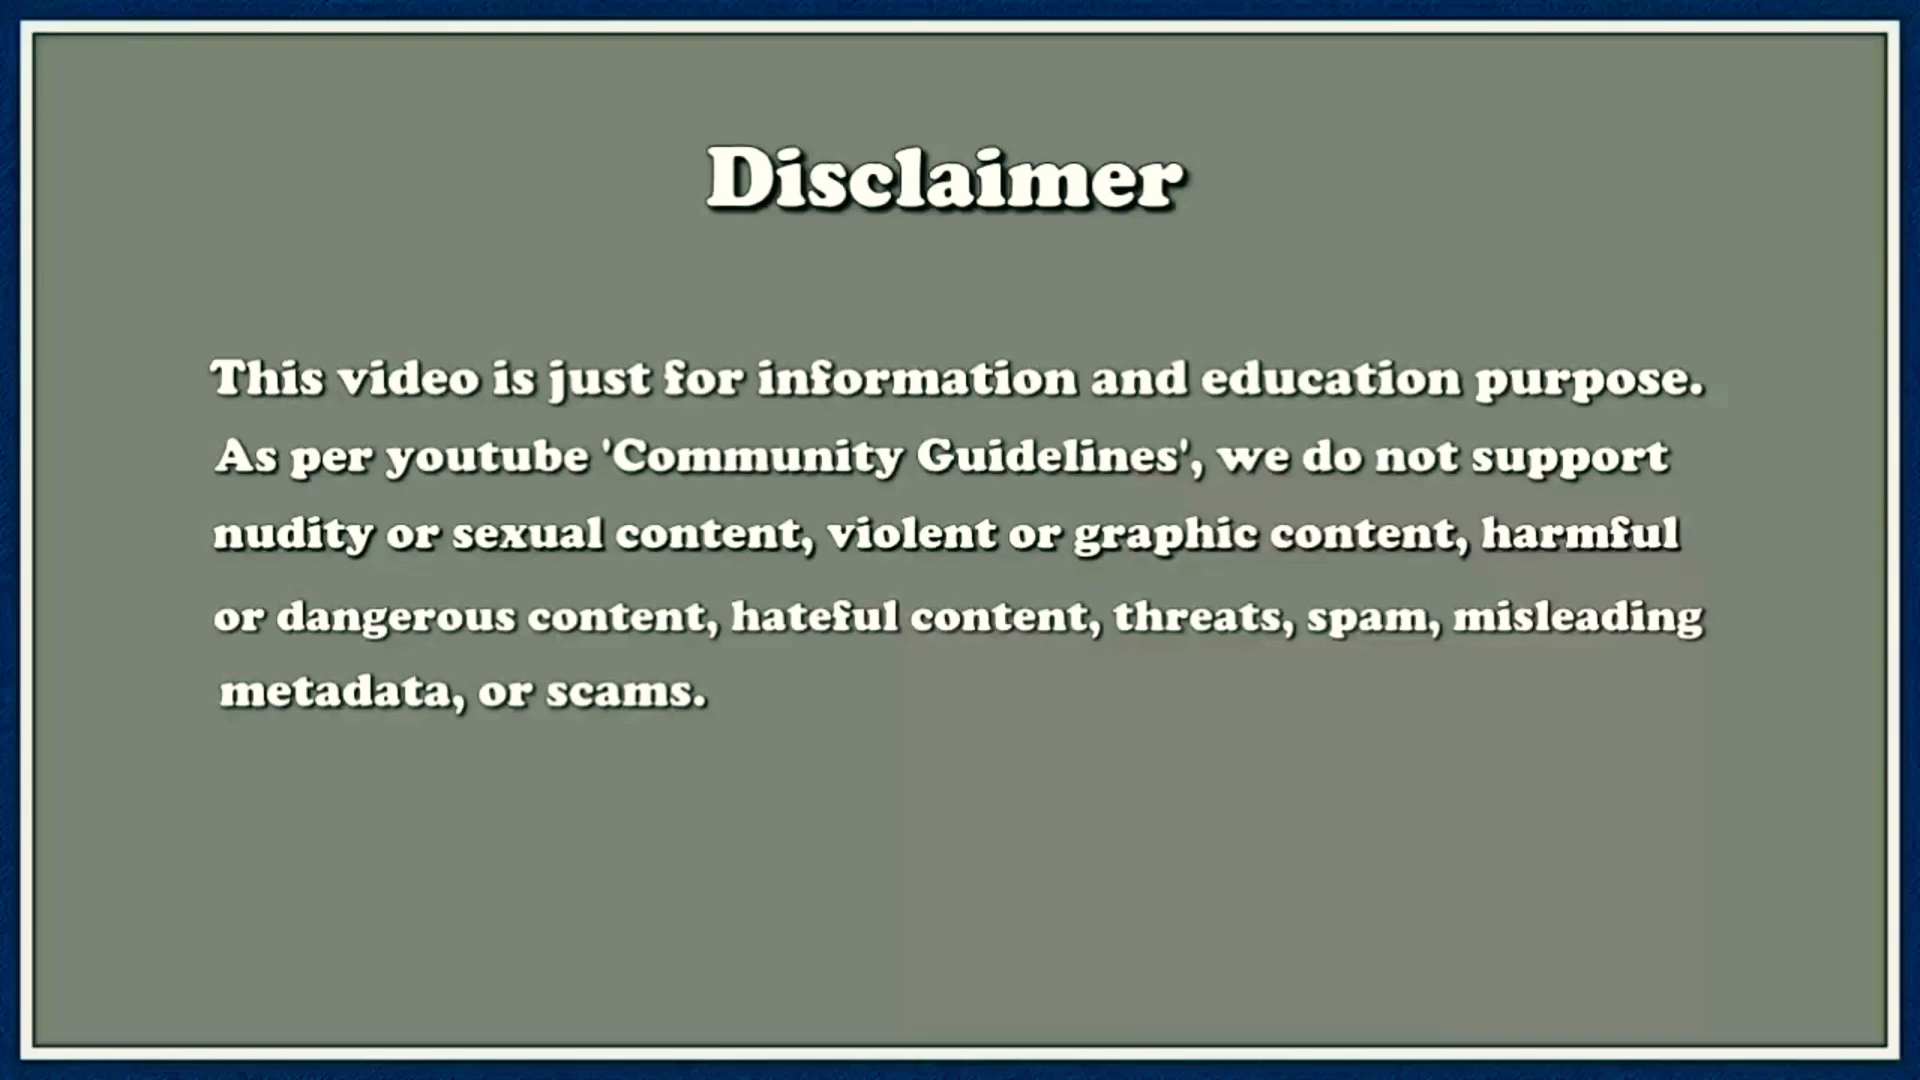 Disclaimer
This video is just for information and education purpose.
As per youtube 'Community Guidelines', we do not support
nudity or sexual content, violent or graphic content, harmful
or dangerous content, hateful content, threats, spam, misleading
metadata, or scams.